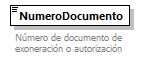 NumeroDocumento
Número de documento de
exoneración o autorización